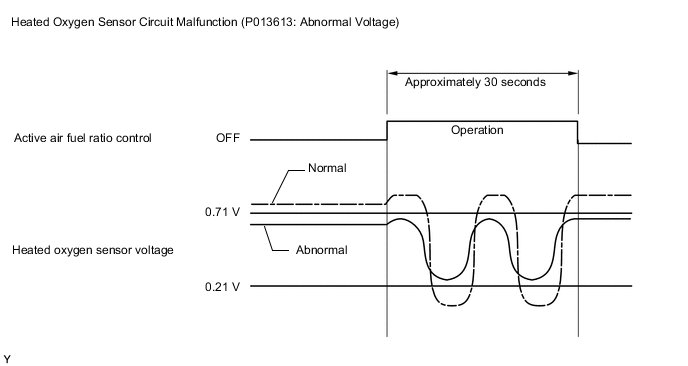 Heated Oxygen Sensor Circuit Malfunction (P013613: Abnormal Voltage)
Approximately 30 seconds
Active air fuel ratio control
OFF
Operation
Normal
0.71 V
Heated oxygen sensor voltage
Abnormal
0.21 V
Y